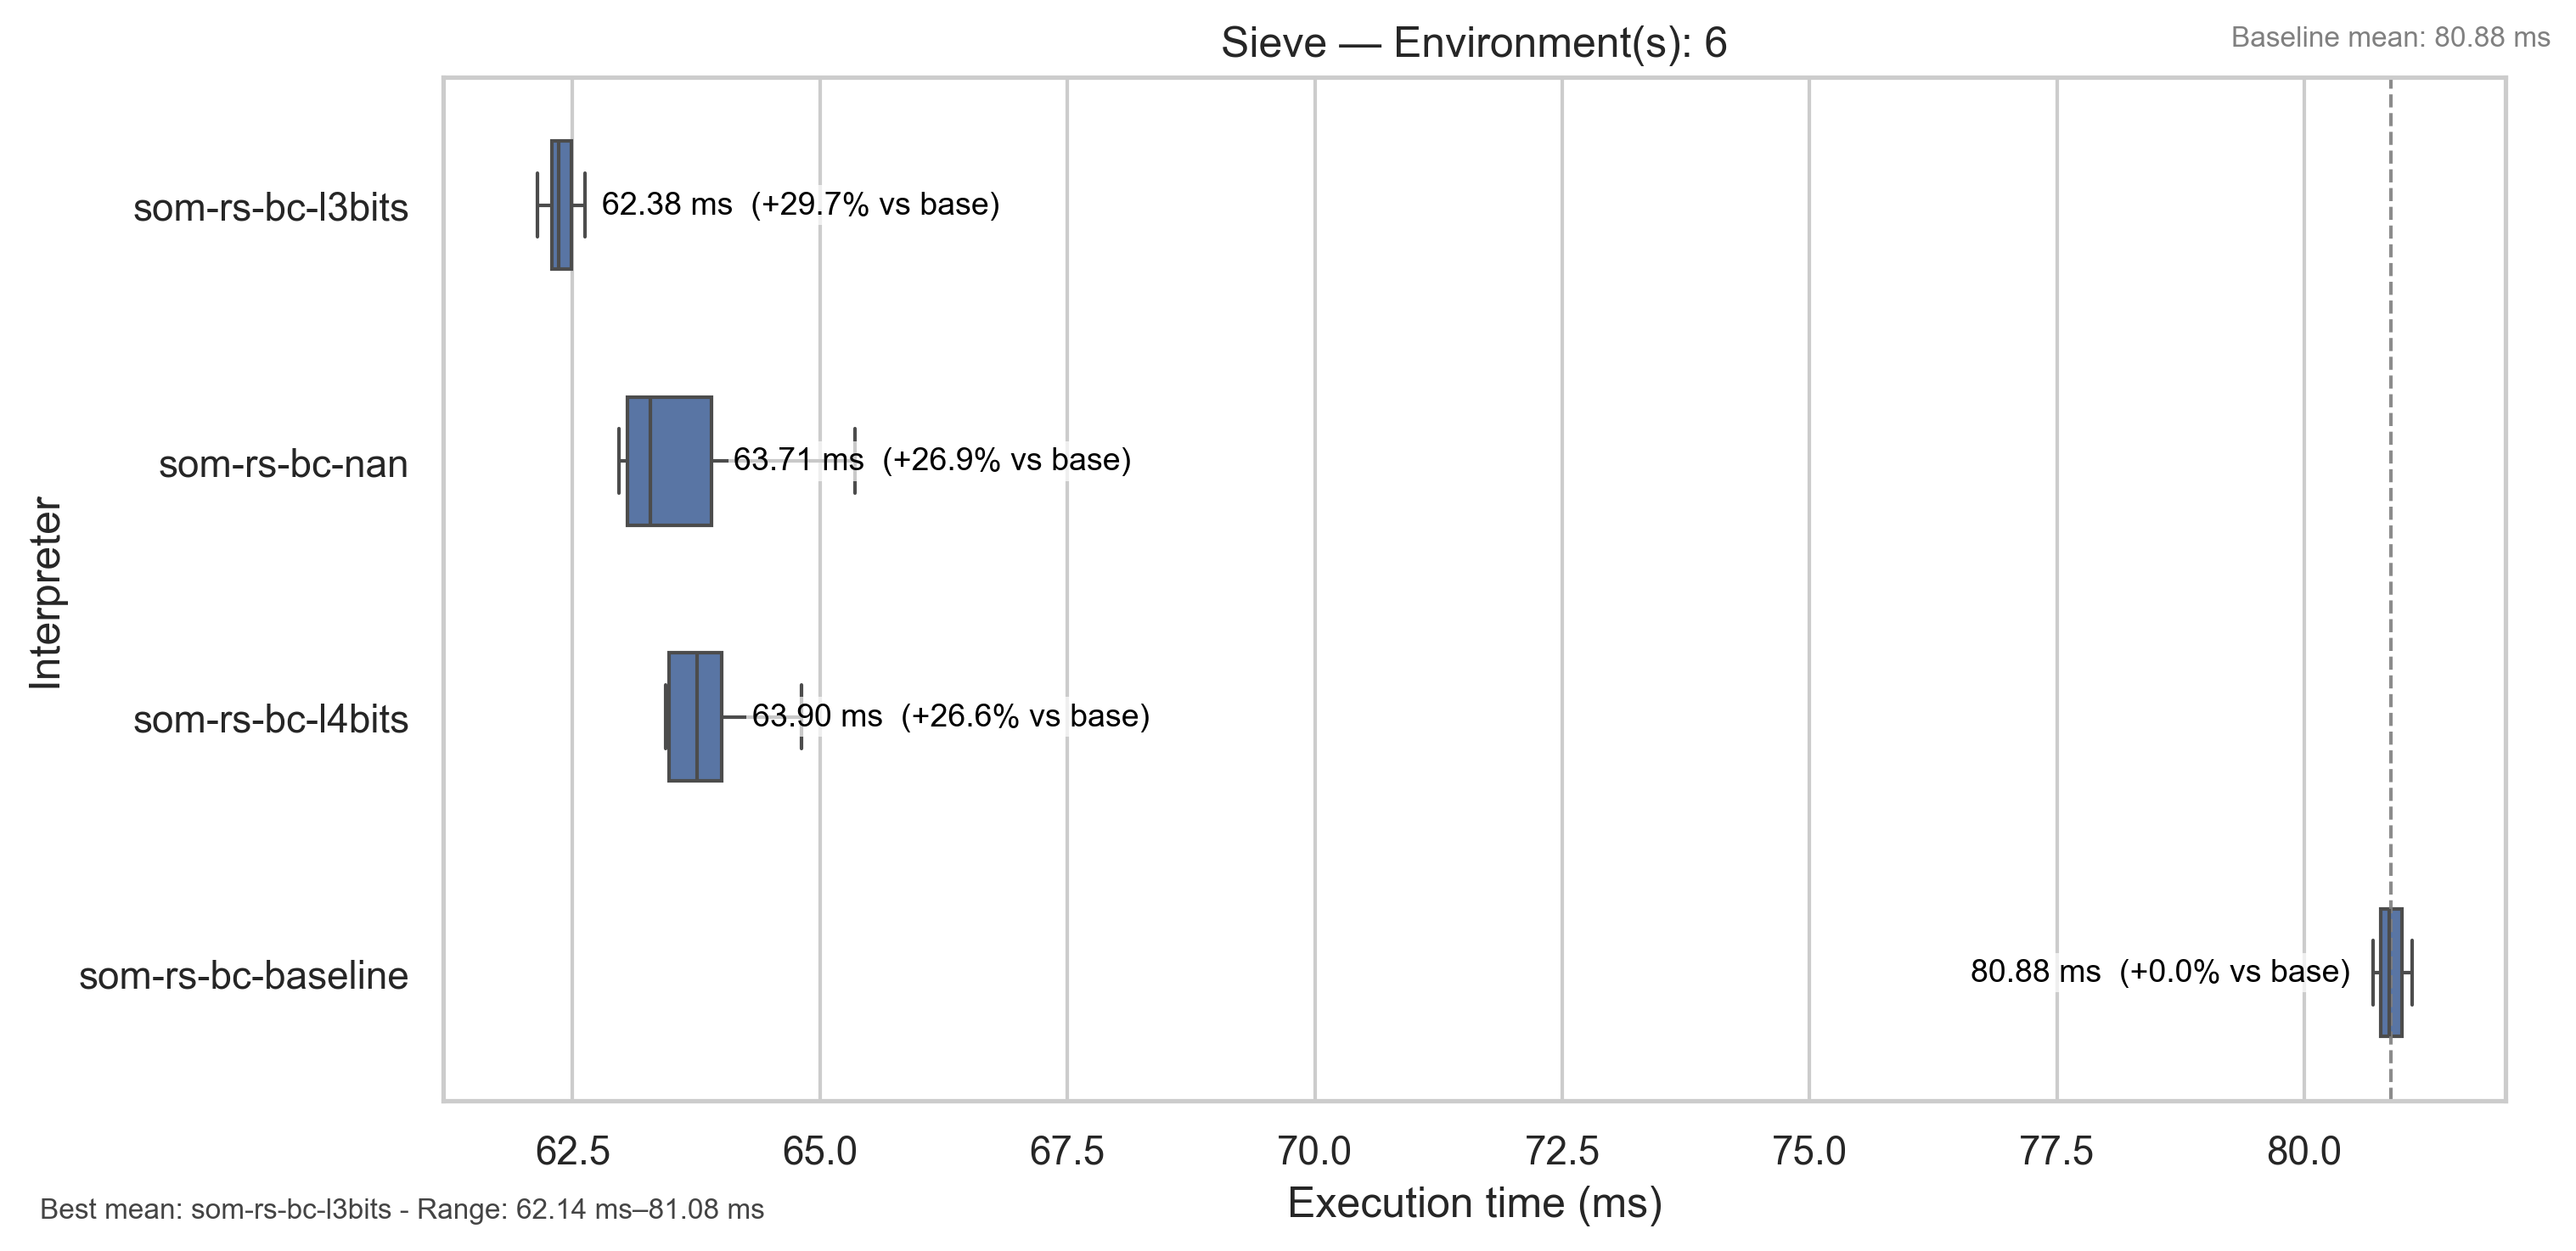 Sieve — Environment(s): 6
Baseline mean: 80.88 ms
Interpreter
som-rs-bc-l3bits
62.38 ms (+29.7% vs base)
som-rs-bc-nan
63.71 ms (+26.9% vs base)
som-rs-bc-l4bits
63.90 ms (+26.6% vs base)
som-rs-bc-baseline
80.88 ms (+0.0% vs base)
62.5 65.0 67.5 70.0 72.5 75.0 77.5 80.0
Execution time (ms)
Best mean: som-rs-bc-l3bits - Range: 62.14 ms–81.08 ms